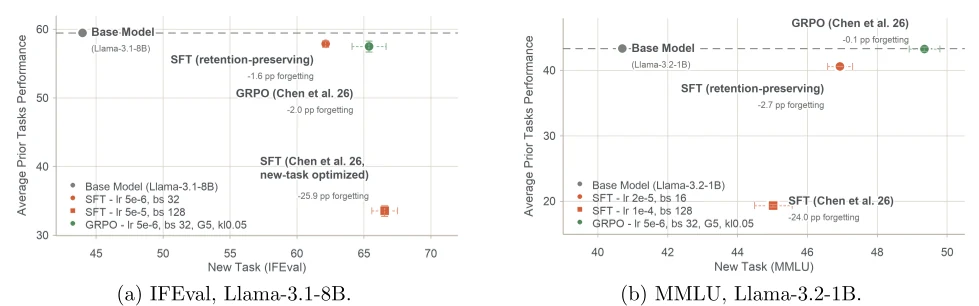 60
50
40
30
Average Prior Tasks Performance
Base Model
(Llama-3.1-8B)
SFT (retention-preserving)
-1.6 pp forgetting
GRPO (Chen et al. 26)
-2.0 pp forgetting
SFT (Chen et al. 26,
new-task optimized)
-25.9 pp forgetting
Base Model (Llama-3.1-8B)
SFT - lr 5e-6, bs 32
SFT - lr 5e-5, bs 128
GRPO - lr 5e-6, bs 32, G5, kl0.05
45 50 55 60 65 70
New Task (IFEval)
(a) IFEval, Llama-3.1-8B.
40
30
20
Average Prior Tasks Performance
GRPO (Chen et al. 26)
-0.1 pp forgetting
Base Model
(Llama-3.2-1B)
SFT (retention-preserving)
-2.7 pp forgetting
Base Model (Llama-3.2-1B)
SFT - lr 2e-5, bs 16
SFT - lr 1e-4, bs 128
GRPO - lr 5e-6, bs 32, G5, kl0.05
SFT (Chen et al. 26)
-24.0 pp forgetting
40 42 44 46 48 50
New Task (MMLU)
(b) MMLU, Llama-3.2-1B.